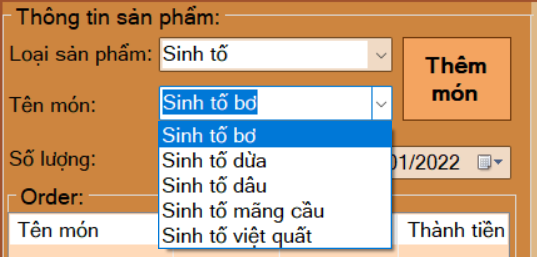 Thông tin sản phẩm:
Loại sản phẩm: Sinh tố
Thêm món
Tên món: Sinh tố bơ
Sinh tố bơ
Sinh tố dừa
Sinh tố dâu
Sinh tố mãng cầu
Sinh tố việt quất
Số lượng: 01/2022
Order:
Tên món Thành tiền